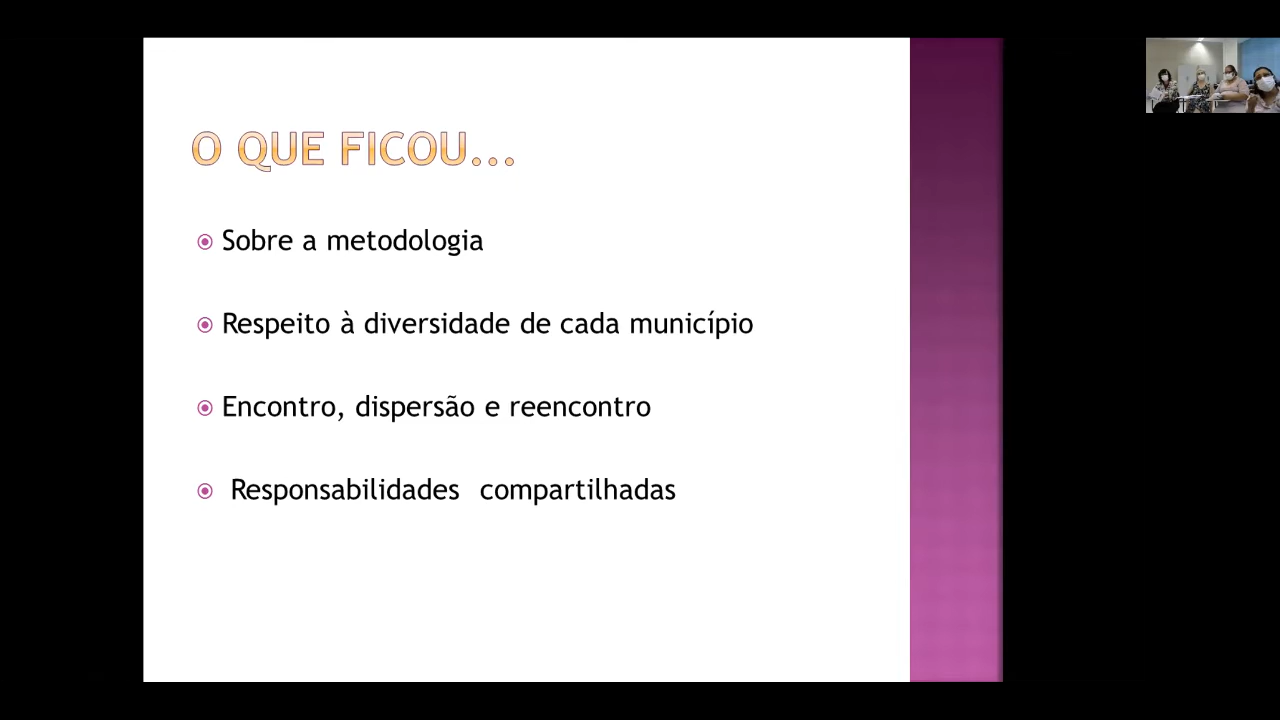 O QUE FICOU...
Sobre a metodologia
Respeito à diversidade de cada município
Encontro, dispersão e reencontro
Responsabilidades compartilhadas